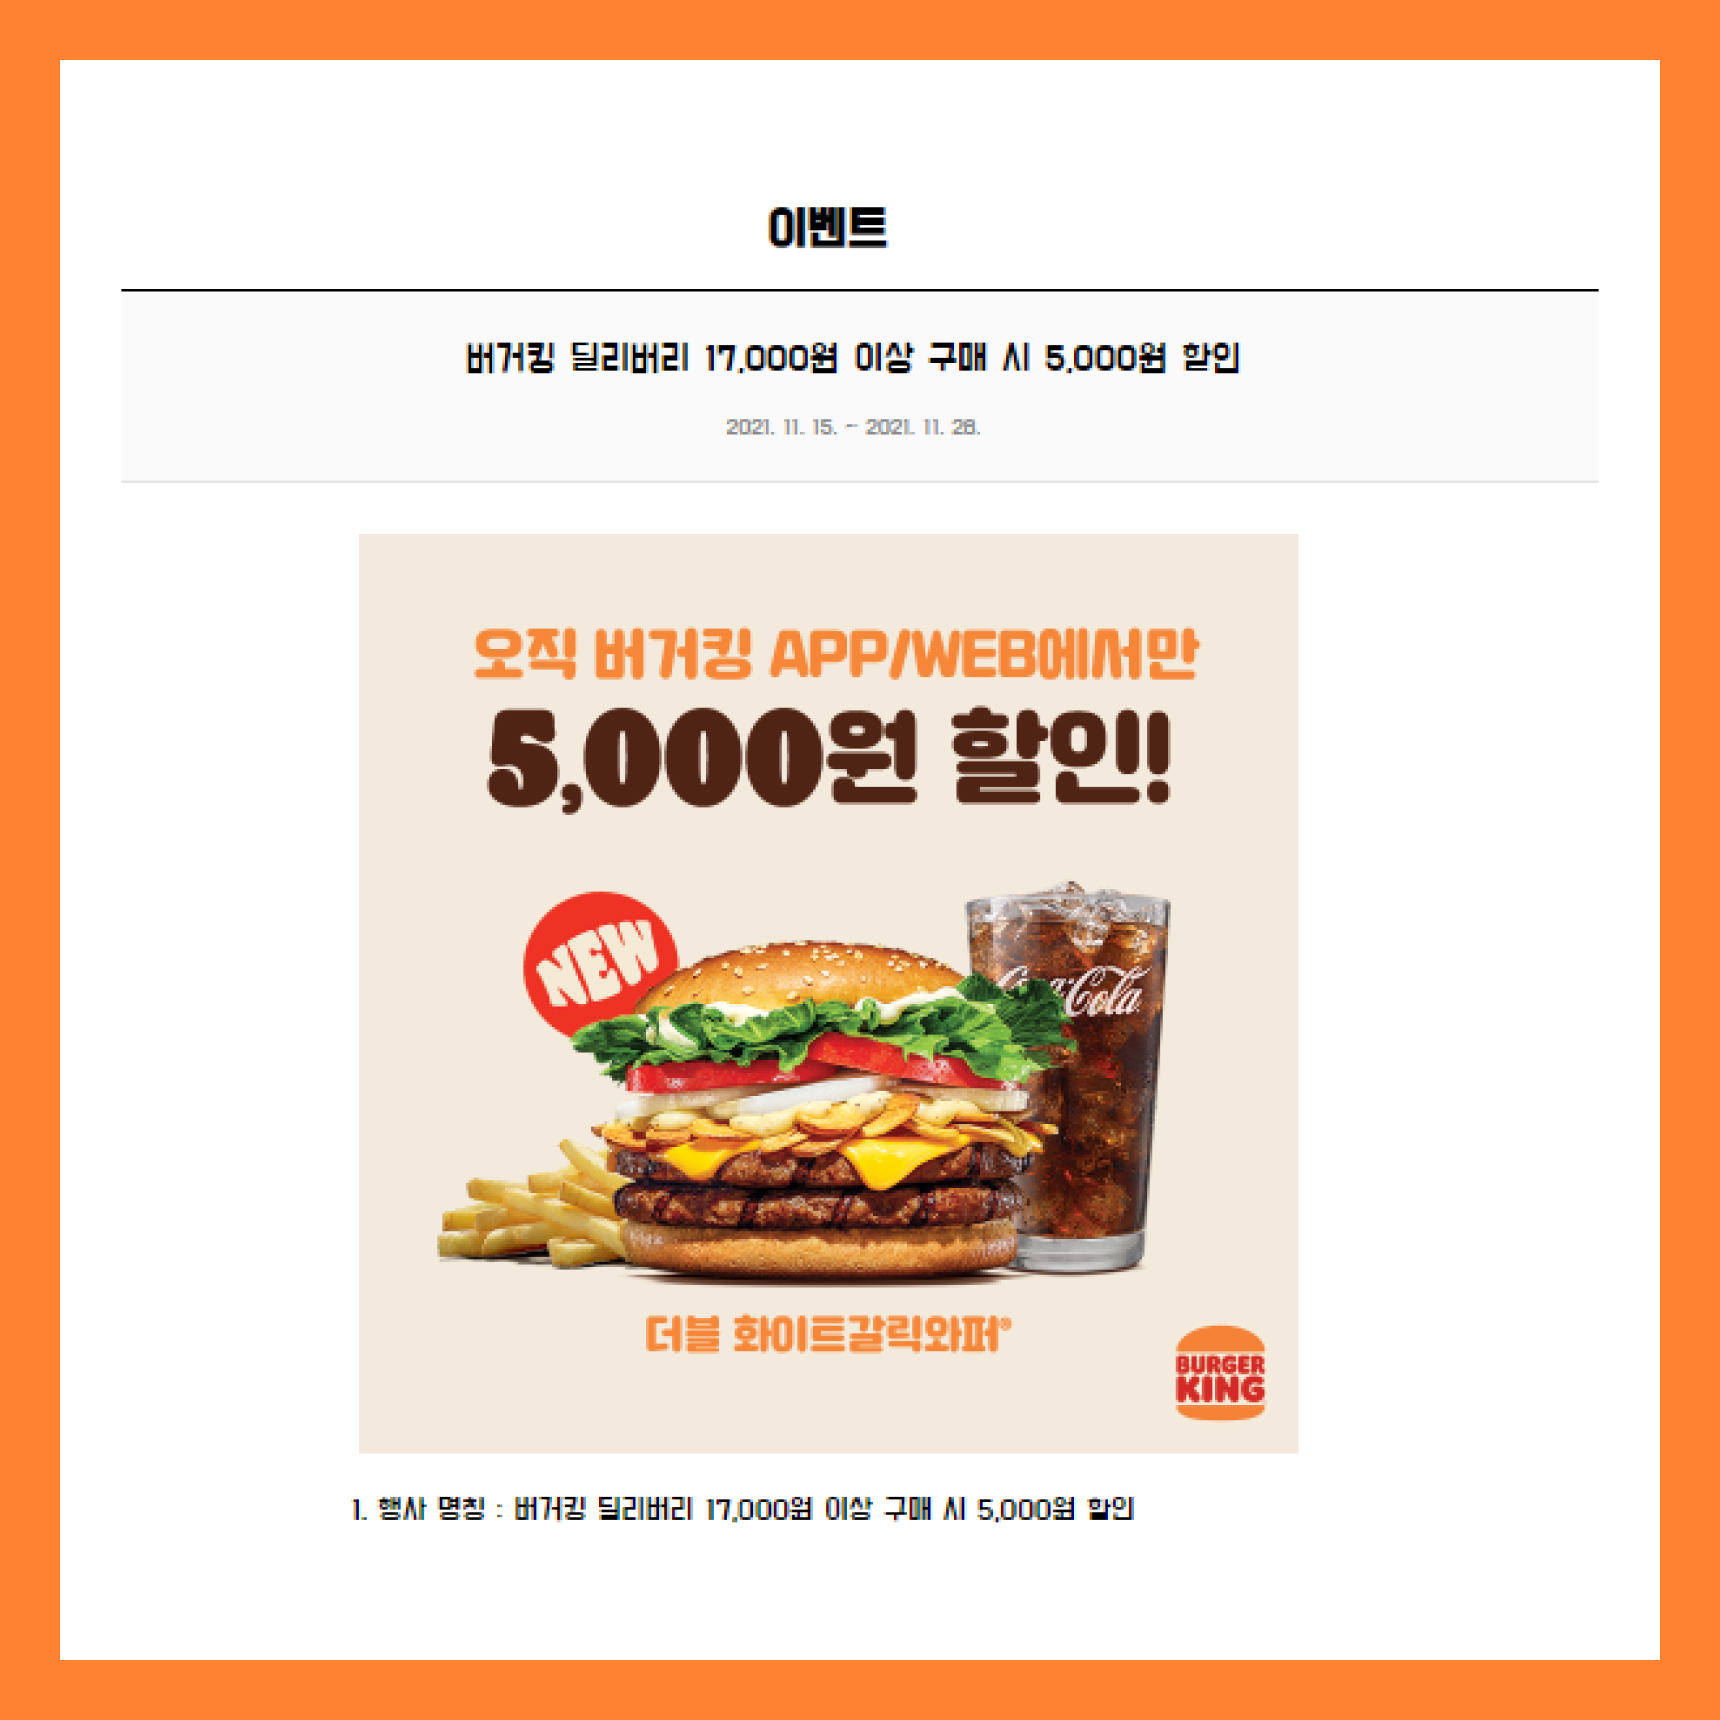 이벤트
버거킹 딜리버리 17,000원 이상 구매 시 5,000원 할인
2021. 11. 15. ~ 2021. 11. 28.
오직 버거킹 APP/WEB에서만
5,000원 할인!
NEW
Coca-Cola
더블 화이트갈릭와퍼®
BURGER
KING
1. 행사 명칭 : 버거킹 딜리버리 17,000원 이상 구매 시 5,000원 할인